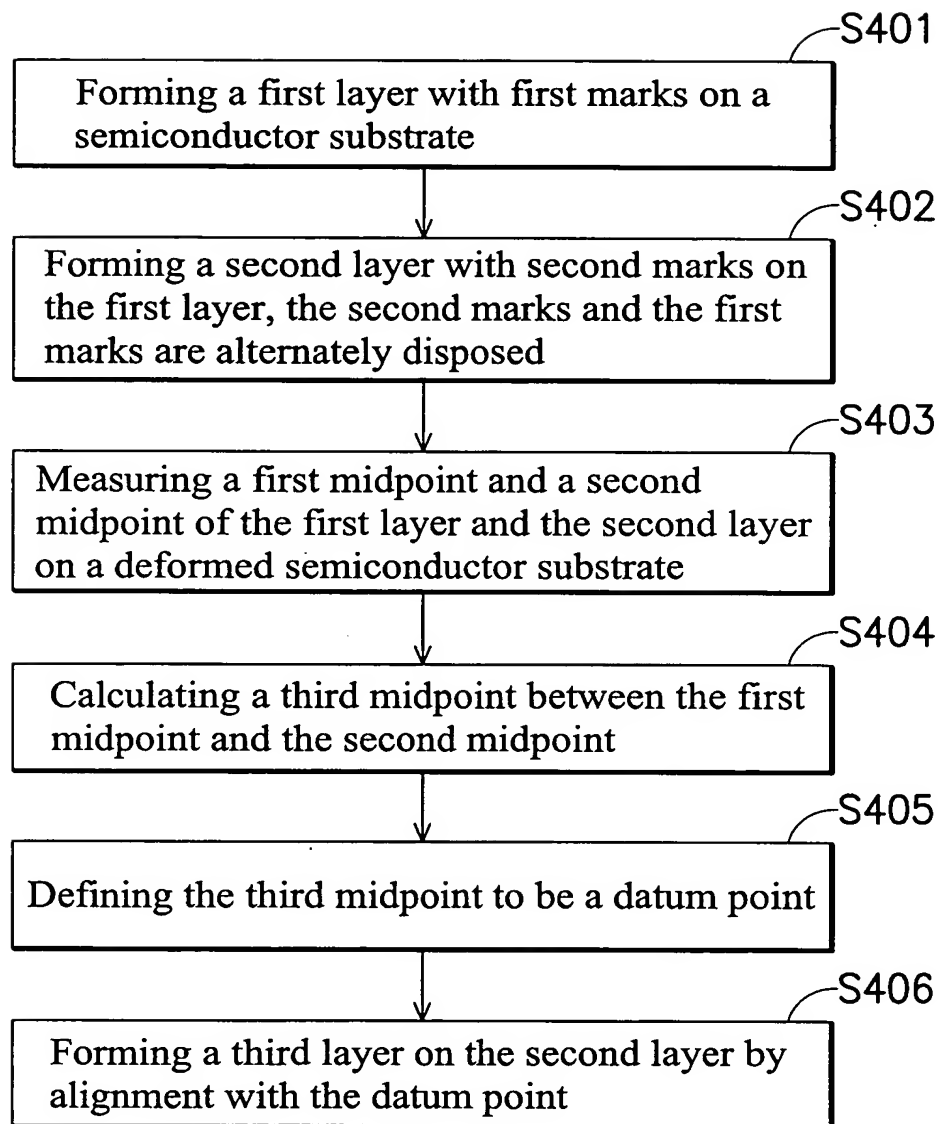 S401
Forming a first layer with first marks on a
semiconductor substrate
S402
Forming a second layer with second marks on
the first layer, the second marks and the first
marks are alternately disposed
S403
Measuring a first midpoint and a second
midpoint of the first layer and the second layer
on a deformed semiconductor substrate
S404
Calculating a third midpoint between the first
midpoint and the second midpoint
S405
Defining the third midpoint to be a datum point
S406
Forming a third layer on the second layer by
alignment with the datum point